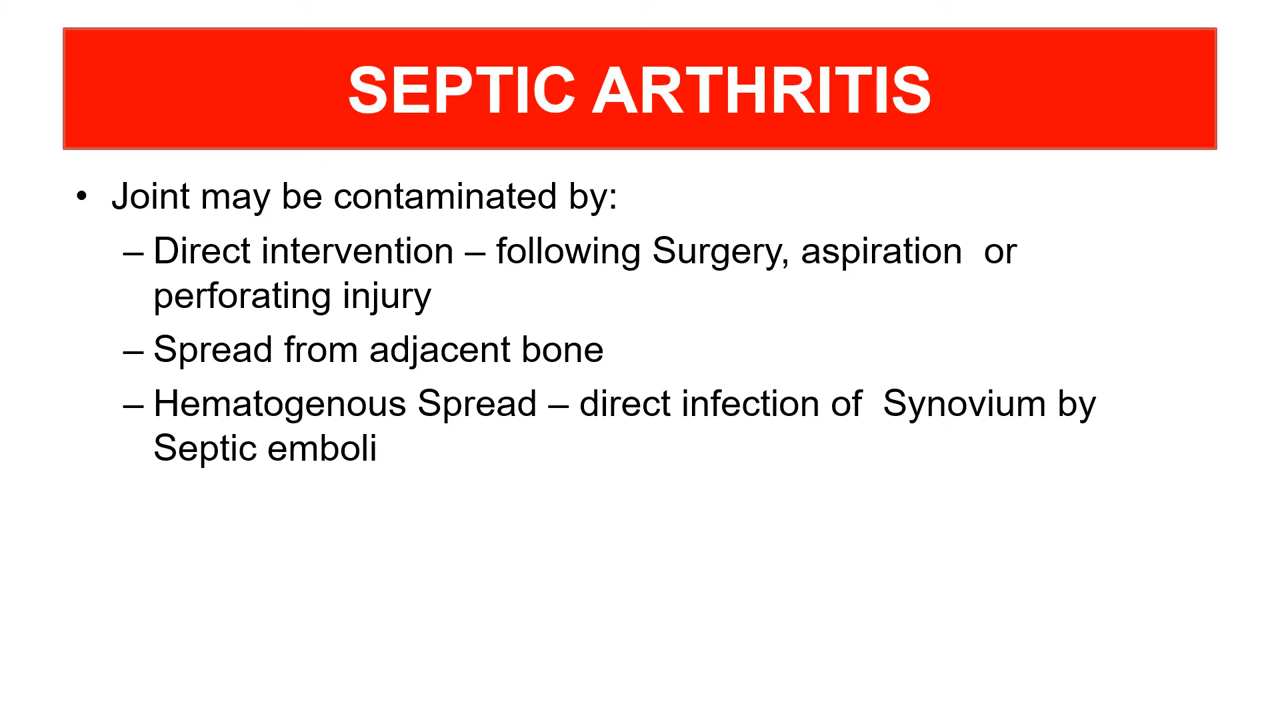 SEPTIC ARTHRITIS
• Joint may be contaminated by:
– Direct intervention – following Surgery, aspiration  or
perforating injury
– Spread from adjacent bone
– Hematogenous Spread – direct infection of  Synovium by
Septic emboli